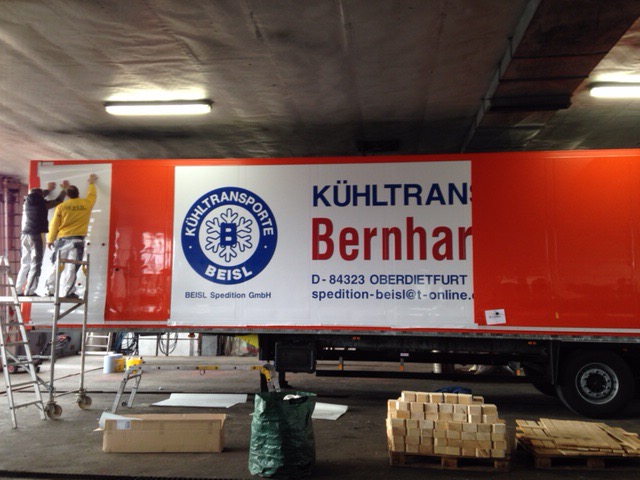 KÜHLTRANSPORTE
B
BEISL
BEISL Spedition GmbH
KÜHLTRANS
Bernhar
D-84323 OBERDIETFURT
spedition-beisl@t-online.